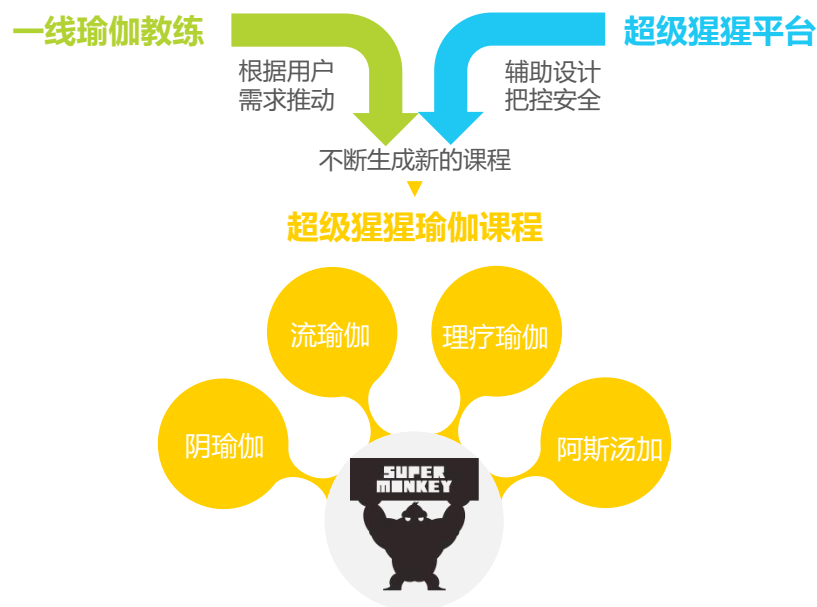 一线瑜伽教练
超级猩猩平台
根据用户
需求推动
辅助设计
把控安全
不断生成新的课程
超级猩猩瑜伽课程
流瑜伽
理疗瑜伽
阴瑜伽
阿斯汤加
SUPER
MONKEY